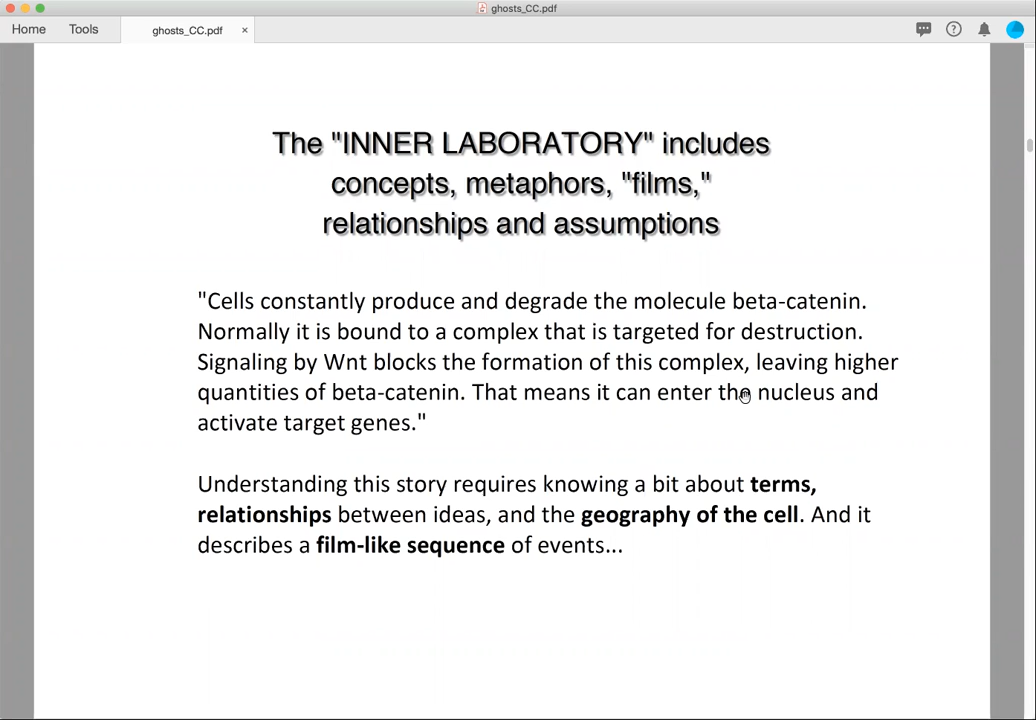 ghosts_CC.pdf
Home Tools ghosts_CC.pdf ×
The "INNER LABORATORY" includes
concepts, metaphors, "films,"
relationships and assumptions
"Cells constantly produce and degrade the molecule beta-catenin.
Normally it is bound to a complex that is targeted for destruction.
Signaling by Wnt blocks the formation of this complex, leaving higher
quantities of beta-catenin. That means it can enter the nucleus and
activate target genes."
Understanding this story requires knowing a bit about terms,
relationships between ideas, and the geography of the cell. And it
describes a film-like sequence of events...